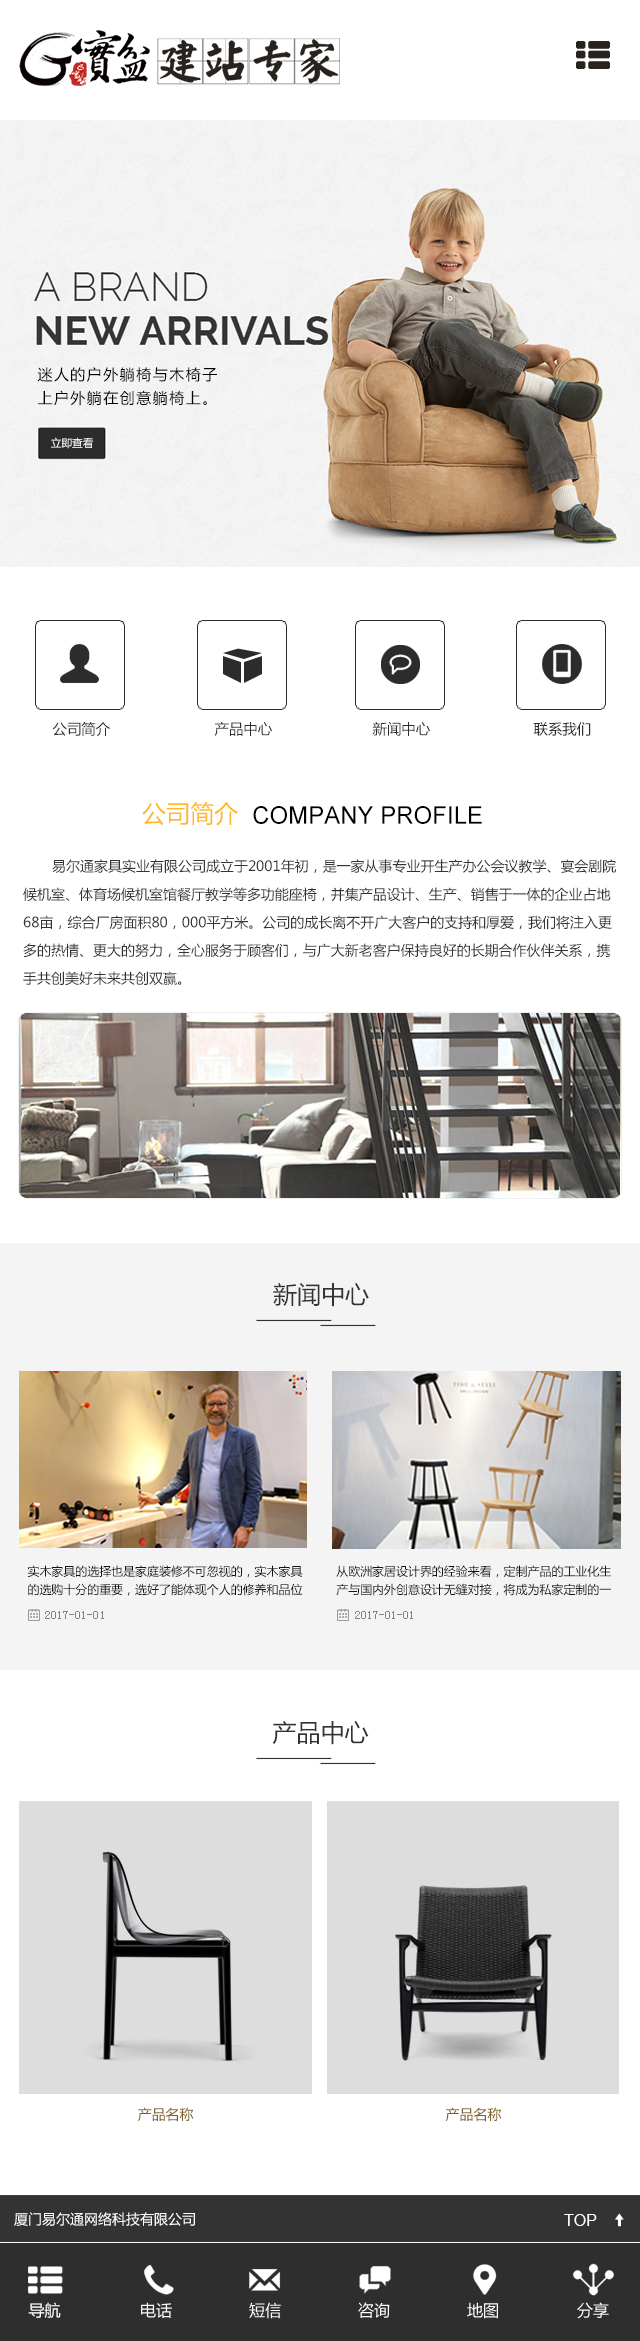 G寶盆 建站专家
A BRAND
NEW ARRIVALS
迷人的户外躺椅与木椅子
上户外躺在创意躺椅上。
立即查看
公司简介 产品中心 新闻中心 联系我们
公司简介 COMPANY PROFILE
易尔通家具实业有限公司成立于2001年初，是一家从事专业开生产办公会议教学、宴会剧院
候机室、体育场候机室馆餐厅教学等多功能座椅，并集产品设计、生产、销售于一体的企业占地
68亩，综合厂房面积80，000平方米。公司的成长离不开广大客户的支持和厚爱，我们将注入更
多的热情、更大的努力，全心服务于顾客们，与广大新老客户保持良好的长期合作伙伴关系，携
手共创美好未来共创双赢。
新闻中心
TIME & STYLE
实木家具的选择也是家庭装修不可忽视的，实木家具
的选购十分的重要，选好了能体现个人的修养和品位
2017-01-01
从欧洲家居设计界的经验来看，定制产品的工业化生
产与国内外创意设计无缝对接，将成为私家定制的一
2017-01-01
产品中心
产品名称 产品名称
厦门易尔通网络科技有限公司 TOP
导航 电话 短信 咨询 地图 分享